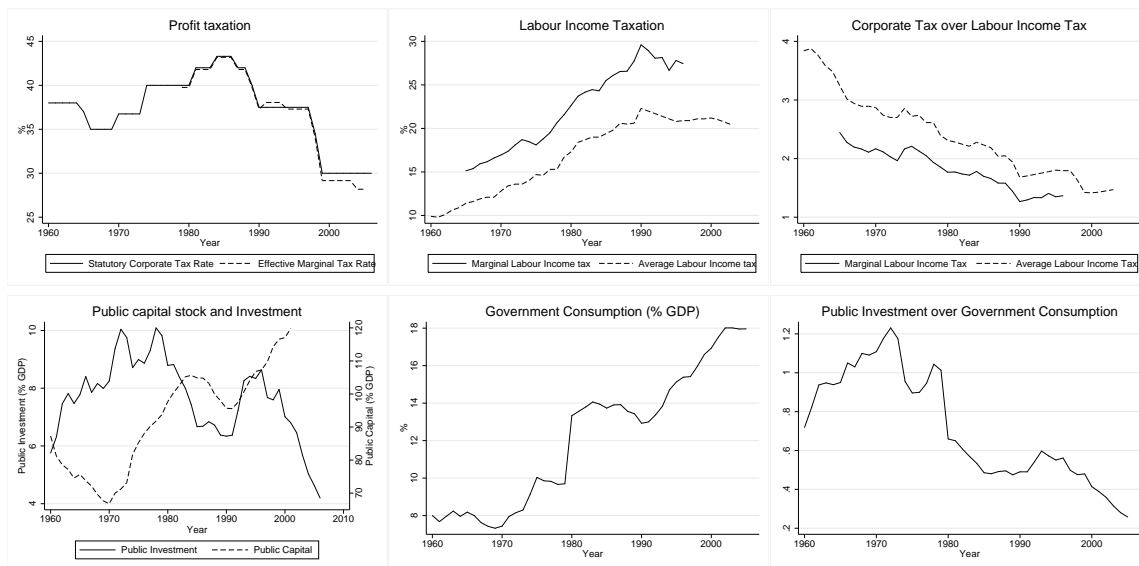 Profit taxation
45
40
35
30
25
%
1960 1970 1980 1990 2000
Year
Statutory Corporate Tax Rate Effective Marginal Tax Rate
Labour Income Taxation
30
25
20
15
10
%
1960 1970 1980 1990 2000
Year
Marginal Labour Income tax Average Labour Income tax
Corporate Tax over Labour Income Tax
4
3
2
1
1960 1970 1980 1990 2000
Year
Marginal Labour Income Tax Average Labour Income Tax
Public capital stock and Investment
10
8
6
4
Public Investment (% GDP)
120
110
100
90
80
70
Public Capital (% GDP)
1960 1970 1980 1990 2000 2010
Year
Public Investment Public Capital
Government Consumption (% GDP)
18
16
14
12
10
8
%
1960 1970 1980 1990 2000
Year
Public Investment over Government Consumption
1.2
1
.8
.6
.4
.2
1960 1970 1980 1990 2000
Year